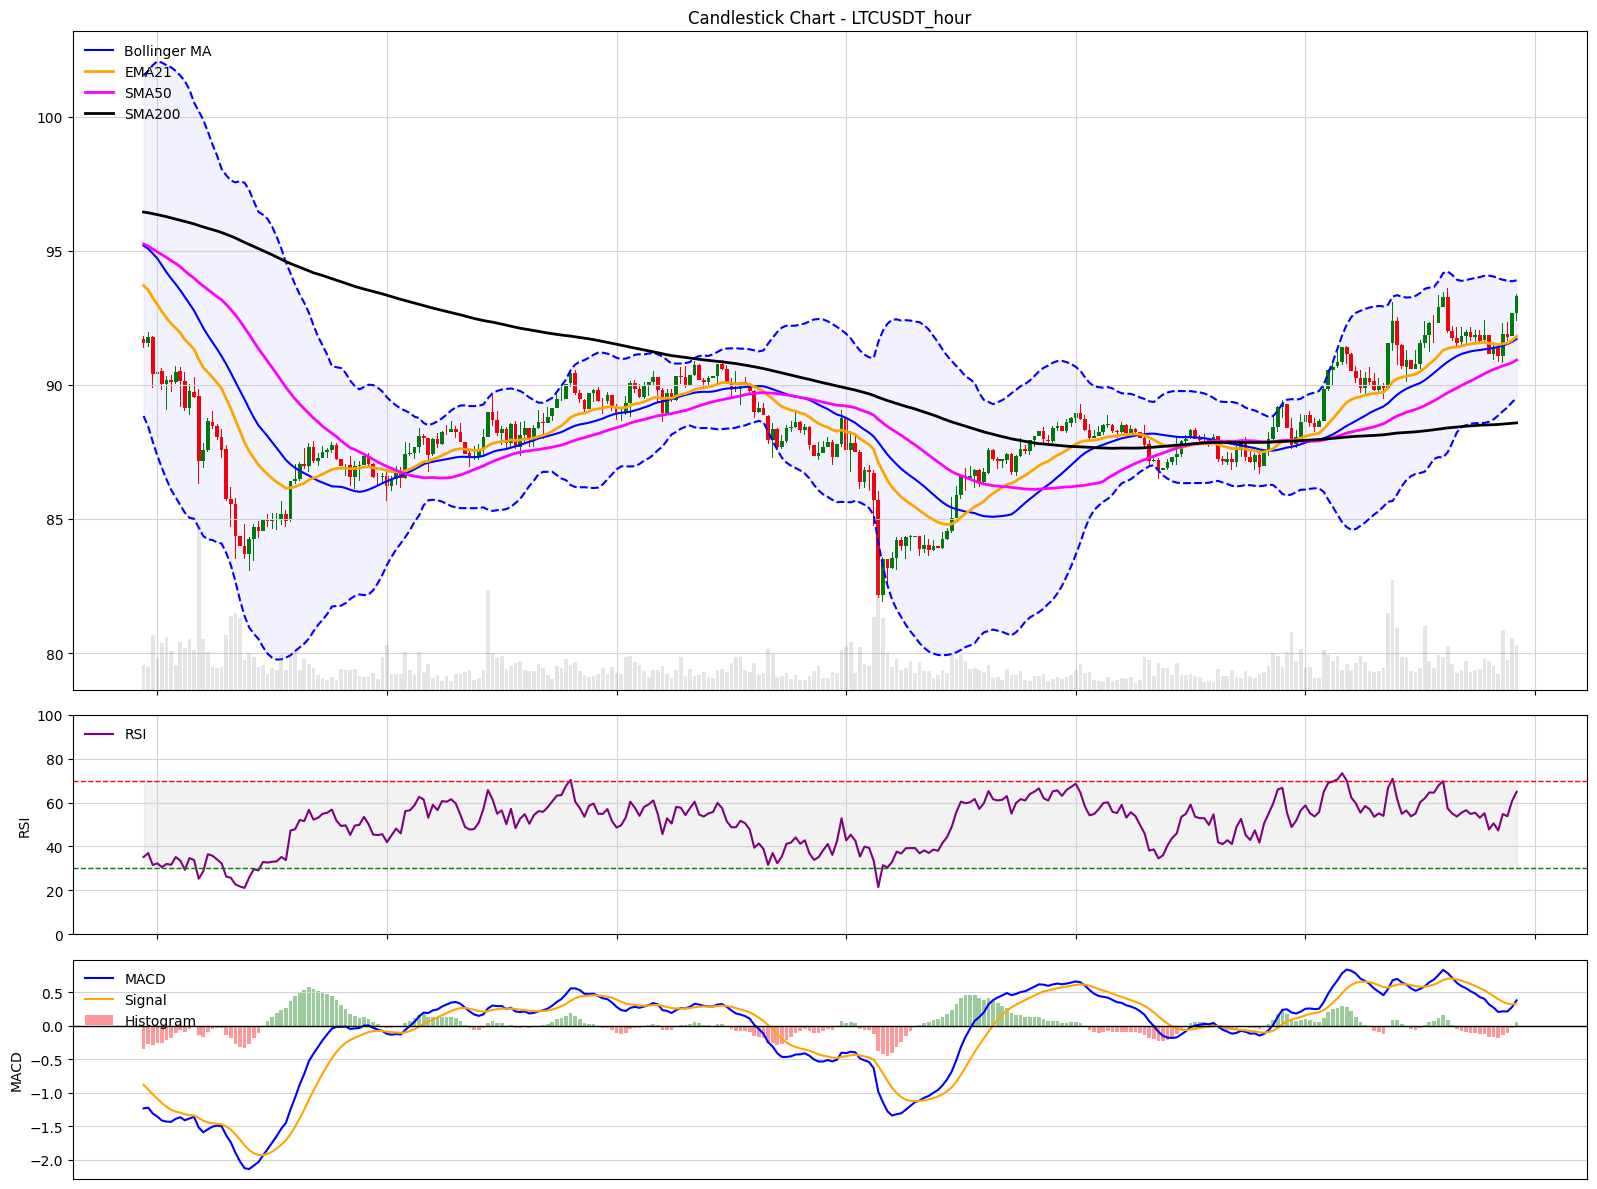 Candlestick Chart - LTCUSDT_hour
Bollinger MA
EMA21
SMA50
SMA200
100
95
90
85
80
100
80
60
40
20
0
RSI
RSI
0.5
0.0
−0.5
−1.0
−1.5
−2.0
MACD
MACD
Signal
Histogram